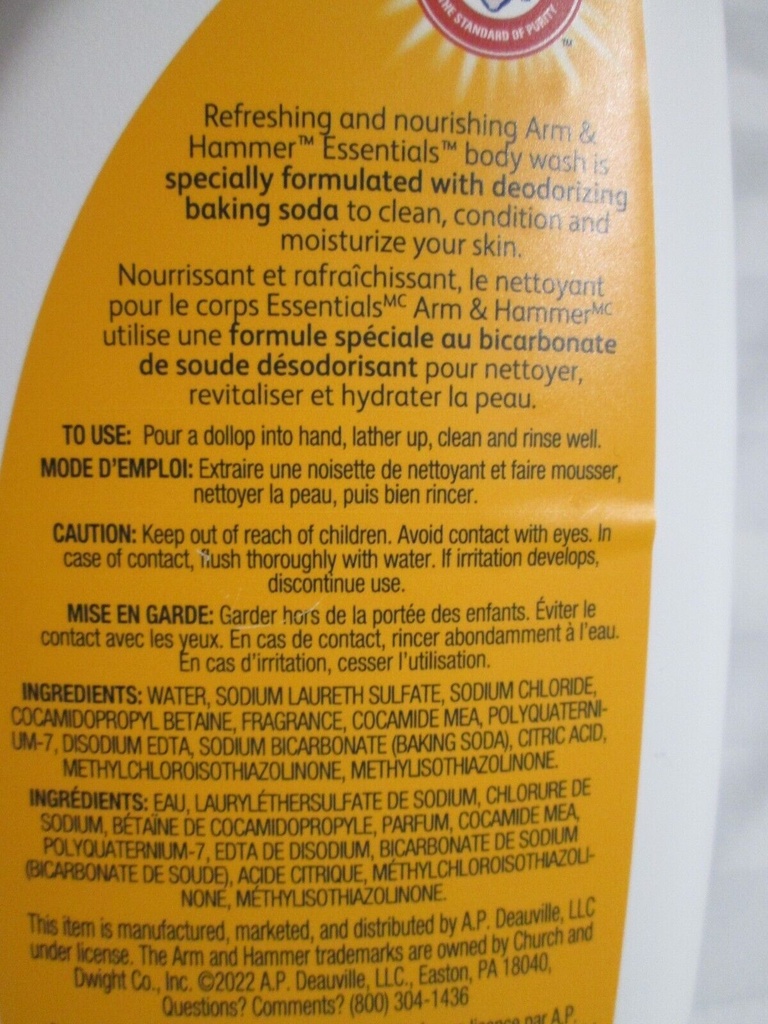 THE STANDARD OF PURITY
TM
Refreshing and nourishing Arm &
Hammer™ Essentials™ body wash is
specially formulated with deodorizing
baking soda to clean, condition and
moisturize your skin.
Nourrissant et rafraîchissant, le nettoyant
pour le corps Essentials MC Arm & Hammer MC
utilise une formule spéciale au bicarbonate
de soude désodorisant pour nettoyer,
revitaliser et hydrater la peau.
TO USE: Pour a dollop into hand, lather up, clean and rinse well.
MODE D'EMPLOI: Extraire une noisette de nettoyant et faire mousser,
nettoyer la peau, puis bien rincer.
CAUTION: Keep out of reach of children. Avoid contact with eyes. In
case of contact, flush thoroughly with water. If irritation develops,
discontinue use.
MISE EN GARDE: Garder hors de la portée des enfants. Éviter le
contact avec les yeux. En cas de contact, rincer abondamment à l'eau.
En cas d'irritation, cesser l'utilisation.
INGREDIENTS: WATER, SODIUM LAURETH SULFATE, SODIUM CHLORIDE,
COCAMIDOPROPYL BETAINE, FRAGRANCE, COCAMIDE MEA, POLYQUATERNI-
UM-7, DISODIUM EDTA, SODIUM BICARBONATE (BAKING SODA), CITRIC ACID,
METHYLCHLOROISOTHIAZOLINONE, METHYLISOTHIAZOLINONE.
INGRÉDIENTS: EAU, LAURYLÉTHERSULFATE DE SODIUM, CHLORURE DE
SODIUM, BÉTAÏNE DE COCAMIDOPROPYLE, PARFUM, COCAMIDE MEA,
POLYQUATERNIUM-7, EDTA DE DISODIUM, BICARBONATE DE SODIUM
(BICARBONATE DE SOUDE), ACIDE CITRIQUE, MÉTHYLCHLOROISOTHIAZOLI-
NONE, MÉTHYLISOTHIAZOLINONE.
This item is manufactured, marketed, and distributed by A.P. Deauville, LLC
under license. The Arm and Hammer trademarks are owned by Church and
Dwight Co., Inc. ©2022 A.P. Deauville, LLC., Easton, PA 18040,
Questions? Comments? (800) 304-1436
par A.P.